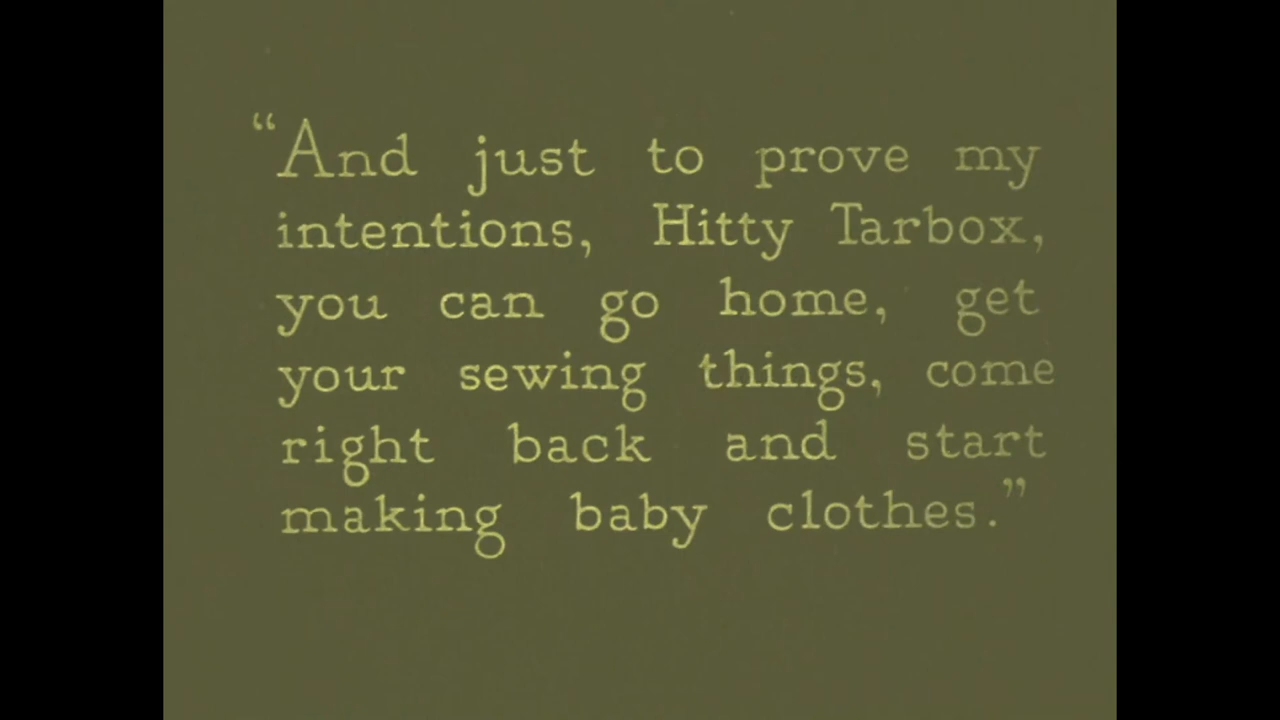 “And just to prove my
intentions, Hitty Tarbox,
you can go home, get
your sewing things, come
right back and start
making baby clothes.”